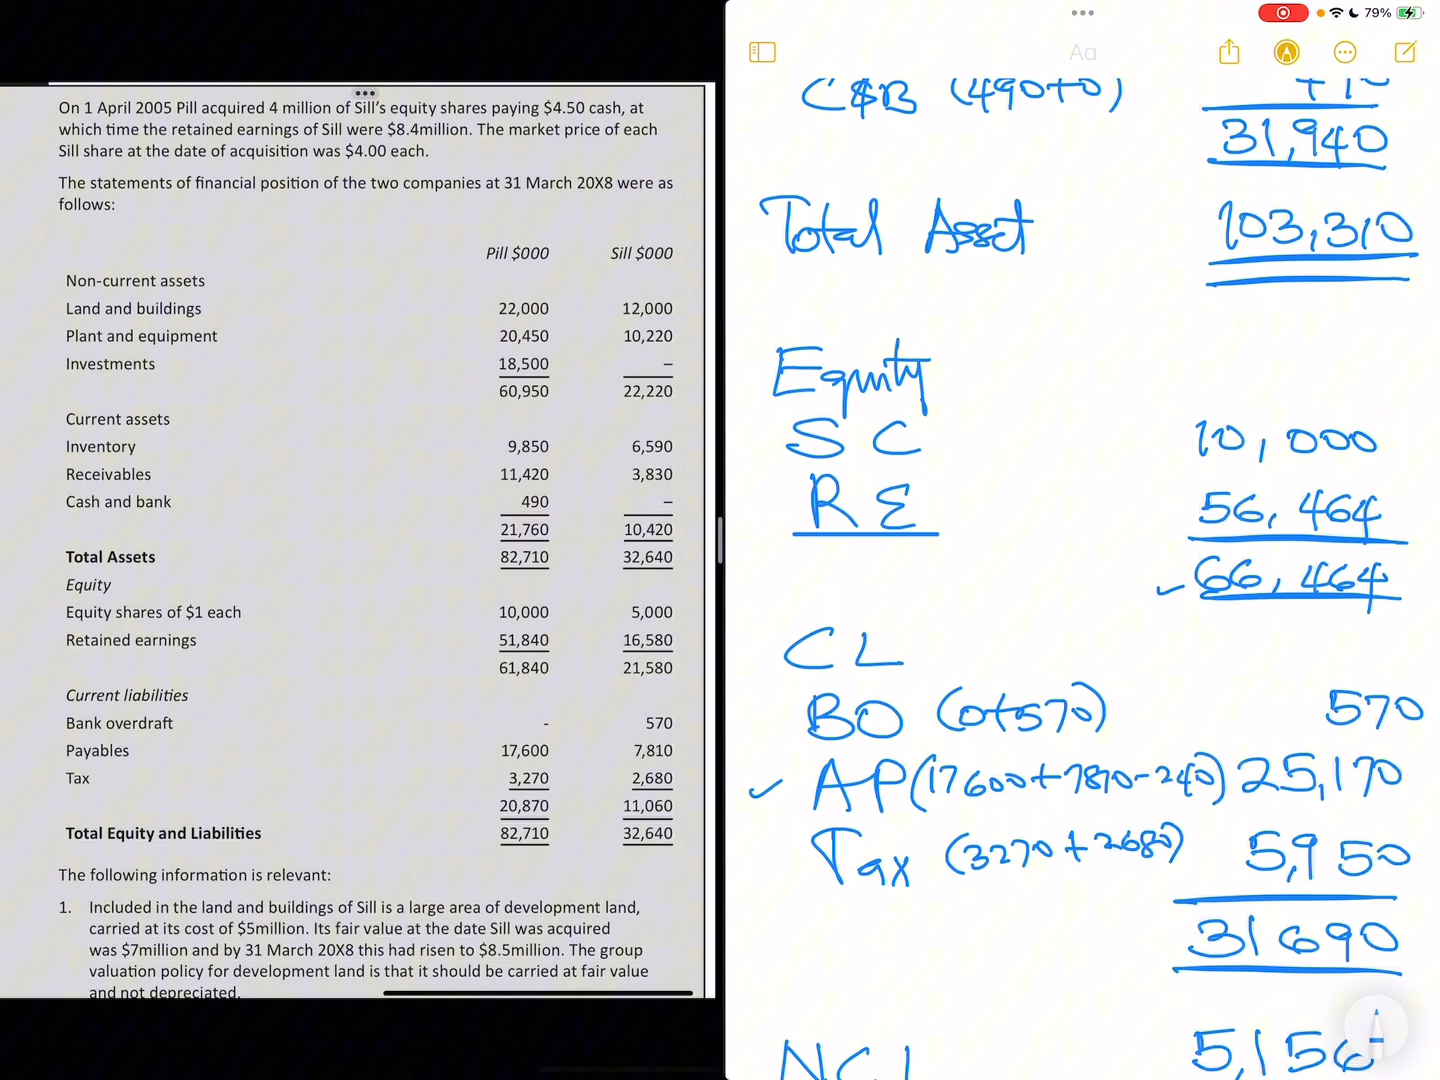 79%
Aa
On 1 April 2005 Pill acquired 4 million of Sill's equity shares paying $4.50 cash, at
which time the retained earnings of Sill were $8.4million. The market price of each
Sill share at the date of acquisition was $4.00 each.
The statements of financial position of the two companies at 31 March 20X8 were as
follows:
Pill $000 Sill $000
Non-current assets
Land and buildings 22,000 12,000
Plant and equipment 20,450 10,220
Investments 18,500 –
60,950 22,220
Current assets
Inventory 9,850 6,590
Receivables 11,420 3,830
Cash and bank 490 –
21,760 10,420
Total Assets 82,710 32,640
Equity
Equity shares of $1 each 10,000 5,000
Retained earnings 51,840 16,580
61,840 21,580
Current liabilities
Bank overdraft - 570
Payables 17,600 7,810
Tax 3,270 2,680
20,870 11,060
Total Equity and Liabilities 82,710 32,640
The following information is relevant:
1. Included in the land and buildings of Sill is a large area of development land,
carried at its cost of $5million. Its fair value at the date Sill was acquired
was $7million and by 31 March 20X8 this had risen to $8.5million. The group
valuation policy for development land is that it should be carried at fair value
and not depreciated.
C$B (490+0)
31,940
Total Asset 103,310
Equity
SC 10,000
RE 56,464
66,464
CL
BO (0+570) 570
AP (17600+7810-240) 25,170
Tax (3270+2680) 5,950
31690
NCI 5,156